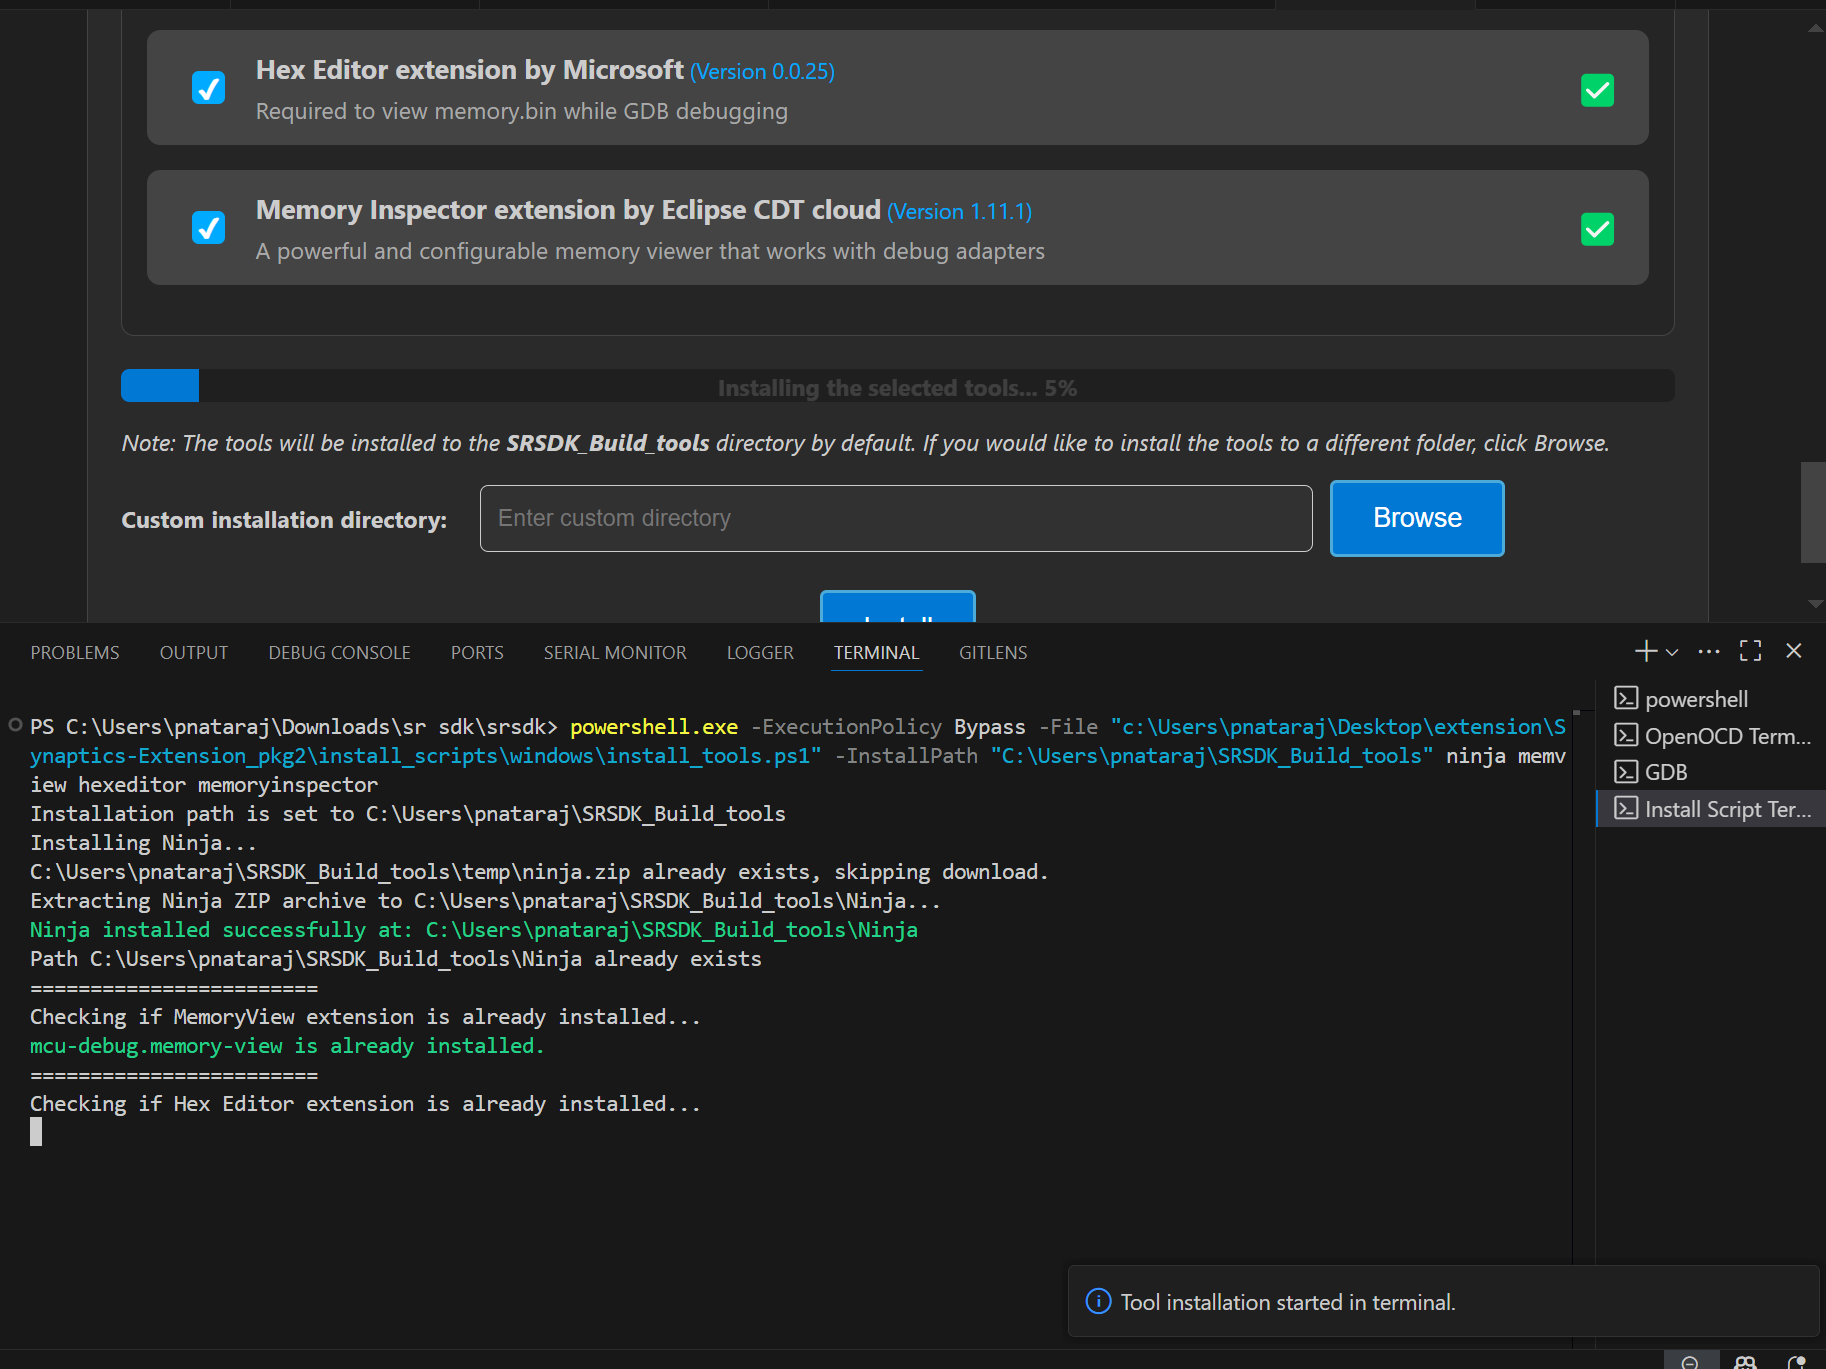 Hex Editor extension by Microsoft (Version 0.0.25)
Required to view memory.bin while GDB debugging
Memory Inspector extension by Eclipse CDT cloud (Version 1.11.1)
A powerful and configurable memory viewer that works with debug adapters
Installing the selected tools... 5%
Note: The tools will be installed to the SRSDK_Build_tools directory by default. If you would like to install the tools to a different folder, click Browse.
Custom installation directory:
Enter custom directory
Browse
PROBLEMS
OUTPUT
DEBUG CONSOLE
PORTS
SERIAL MONITOR
LOGGER
TERMINAL
GITLENS
PS C:\Users\pnataraj\Downloads\sr sdk\srsdk> powershell.exe -ExecutionPolicy Bypass -File "c:\Users\pnataraj\Desktop\extension\S
ynaptics-Extension_pkg2\install_scripts\windows\install_tools.ps1" -InstallPath "C:\Users\pnataraj\SRSDK_Build_tools" ninja memv
iew hexeditor memoryinspector
Installation path is set to C:\Users\pnataraj\SRSDK_Build_tools
Installing Ninja...
C:\Users\pnataraj\SRSDK_Build_tools\temp\ninja.zip already exists, skipping download.
Extracting Ninja ZIP archive to C:\Users\pnataraj\SRSDK_Build_tools\Ninja...
Ninja installed successfully at: C:\Users\pnataraj\SRSDK_Build_tools\Ninja
Path C:\Users\pnataraj\SRSDK_Build_tools\Ninja already exists
========================
Checking if MemoryView extension is already installed...
mcu-debug.memory-view is already installed.
========================
Checking if Hex Editor extension is already installed...
powershell
OpenOCD Term...
GDB
Install Script Ter...
Tool installation started in terminal.